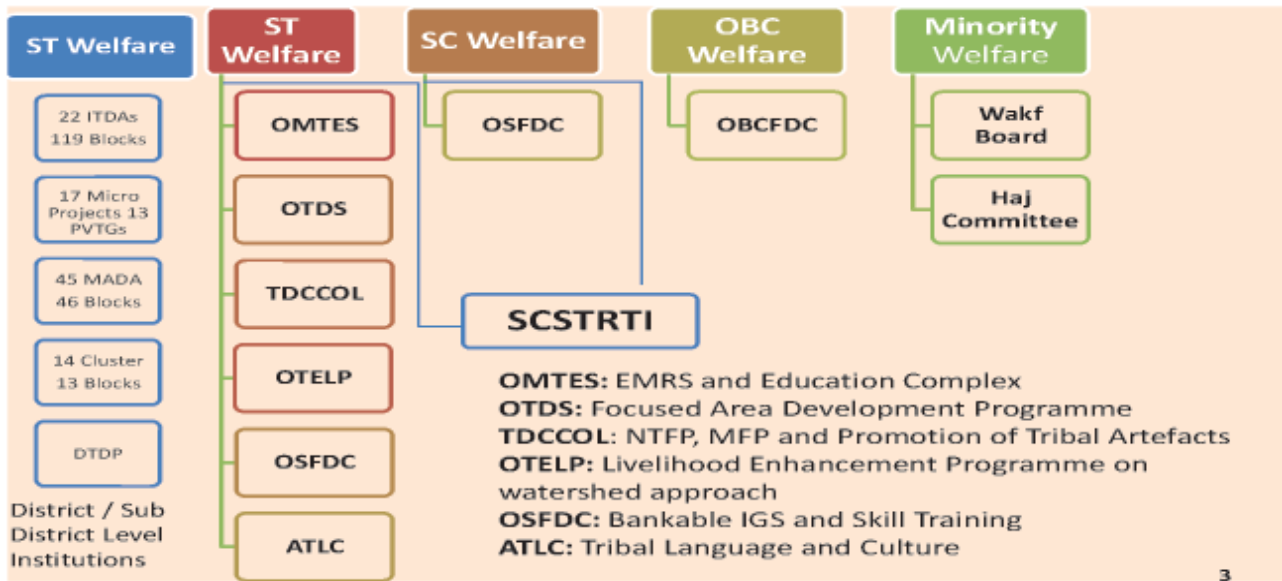 ST Welfare
22 ITDAs
119 Blocks
17 Micro
Projects 13
PVTGs
45 MADA
46 Blocks
14 Cluster
13 Blocks
DTDP
District / Sub
District Level
Institutions
ST
Welfare
OMTES
OTDS
TDCCOL
OTELP
OSFDC
ATLC
SC Welfare
OSFDC
OBC
Welfare
OBCFDC
Minority
Welfare
Wakf
Board
Haj
Committee
SCSTRTI
OMTES: EMRS and Education Complex
OTDS: Focused Area Development Programme
TDCCOL: NTFP, MFP and Promotion of Tribal Artefacts
OTELP: Livelihood Enhancement Programme on
watershed approach
OSFDC: Bankable IGS and Skill Training
ATLC: Tribal Language and Culture
3